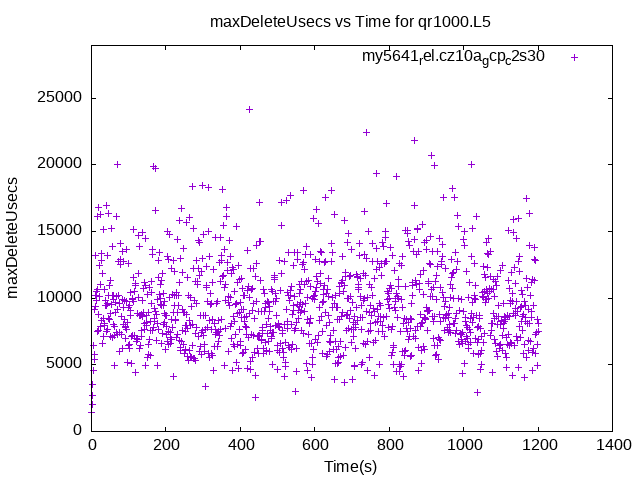 maxDeleteUsecs vs Time for qr1000.L5
my5641rel.cz10agcpc2s30
25000
20000
15000
10000
5000
0
maxDeleteUsecs
0 200 400 600 800 1000 1200 1400
Time(s)